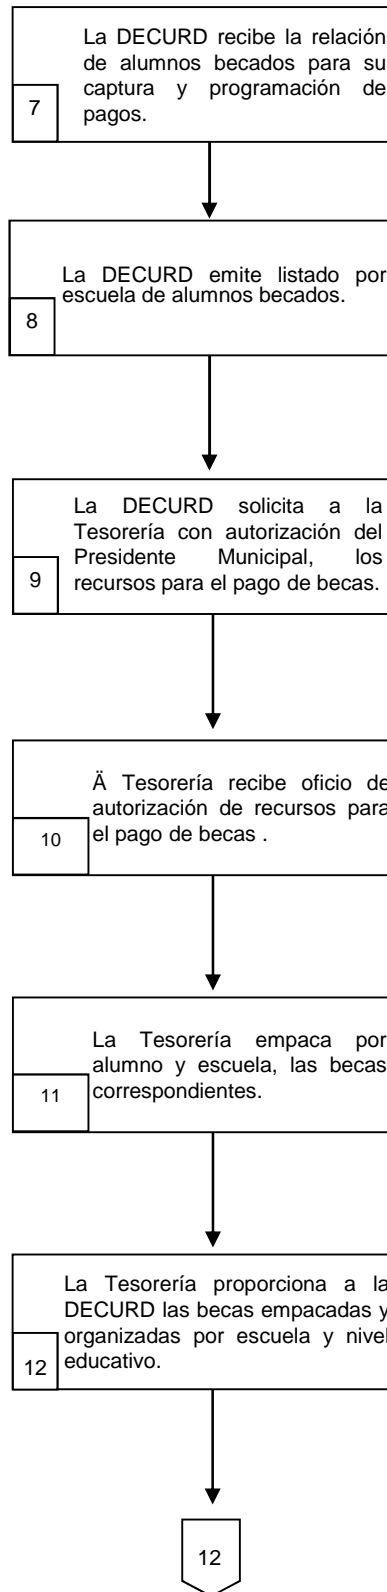 La DECURD recibe la relación
de alumnos becados para su
captura y programación de
pagos.
7
La DECURD emite listado por
escuela de alumnos becados.
8
La DECURD solicita a la
Tesorería con autorización del
Presidente Municipal, los
recursos para el pago de becas.
9
Ä Tesorería recibe oficio de
autorización de recursos para
el pago de becas .
10
La Tesorería empaca por
alumno y escuela, las becas
correspondientes.
11
La Tesorería proporciona a la
DECURD las becas empacadas y
organizadas por escuela y nivel
educativo.
12
12